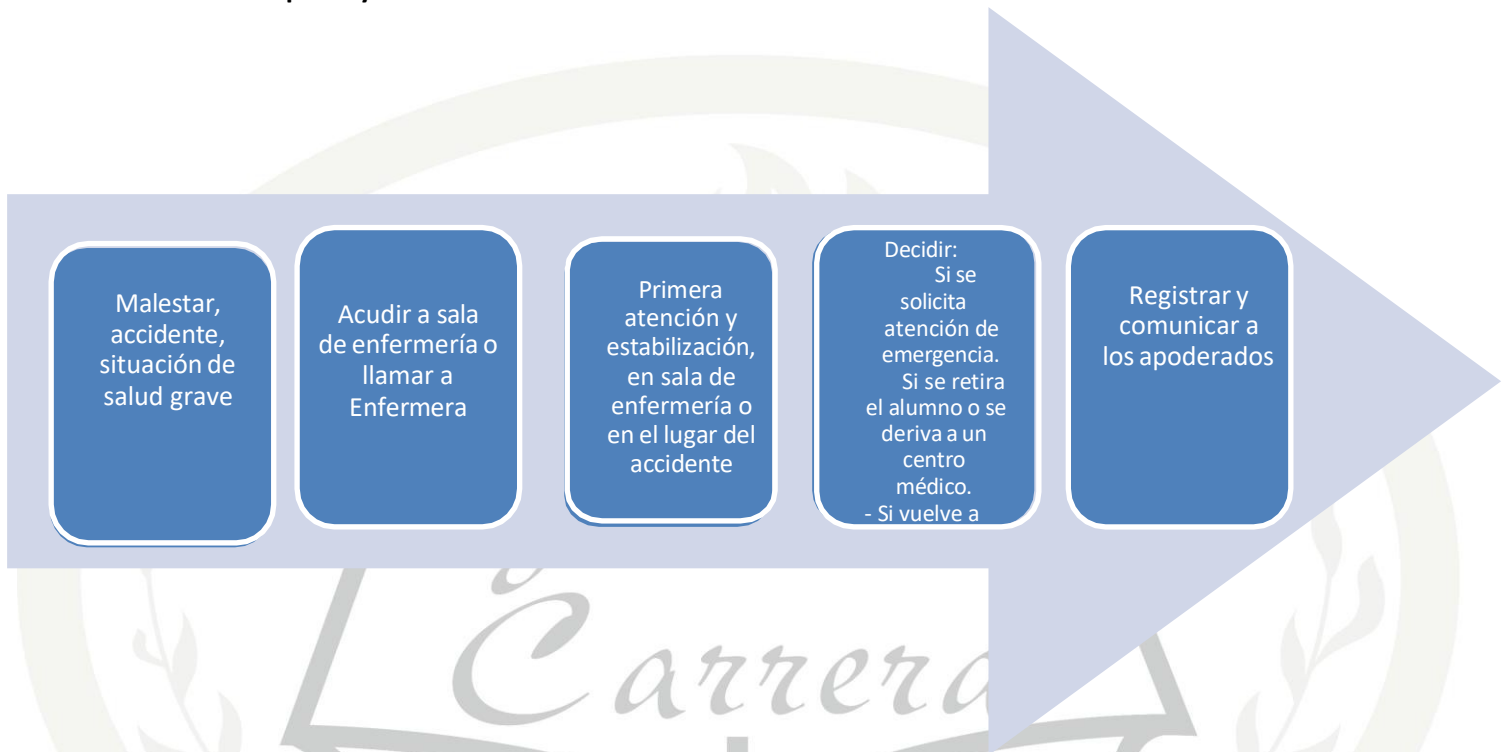 Malestar,
accidente,
situación de
salud grave
Acudir a sala
de enfermería o
llamar a
Enfermera
Primera
atención y
estabilización,
en sala de
enfermería o
en el lugar del
accidente
Decidir:
Si se
solicita
atención de
emergencia.
Si se retira
el alumno o se
deriva a un
centro
médico.
- Si vuelve a
Registrar y
comunicar a
los apoderados
Carrera